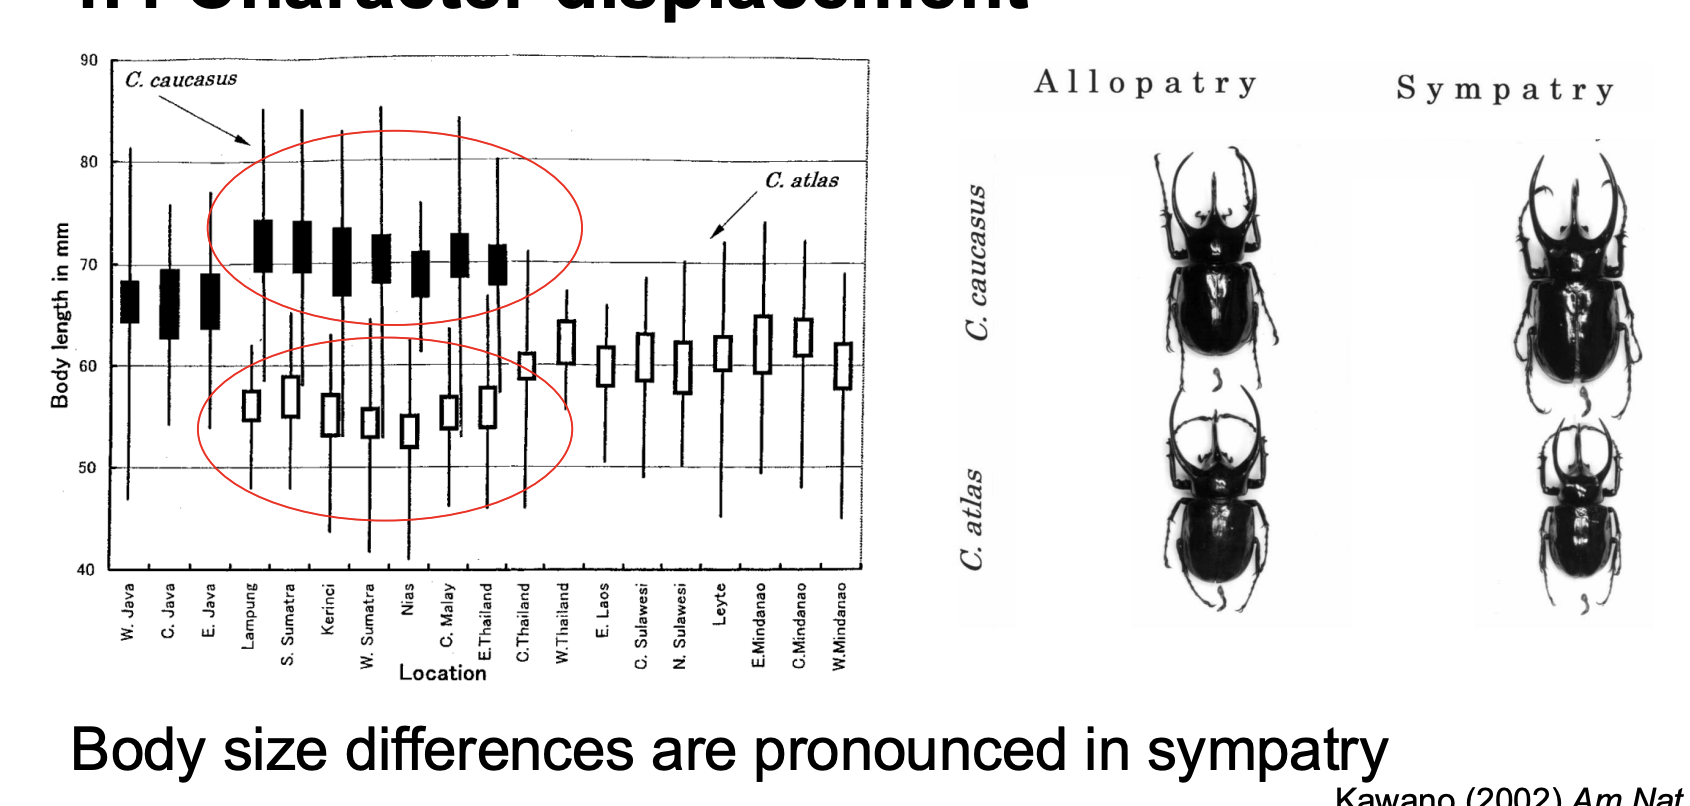 Character displacement
90
80
70
60
50
40
Body length in mm
C. caucasus
C. atlas
W. Java
C. Java
E. Java
Lampung
S. Sumatra
Kerinci
W. Sumatra
Nias
C. Malay
E.Thailand
C.Thailand
W.Thailand
E. Laos
C. Sulawesi
N. Sulawesi
Leyte
E.Mindanao
C.Mindanao
W.Mindanao
Location
Allopatry
Sympatry
C. caucasus
C. atlas
Body size differences are pronounced in sympatry
Kawano (2002) Am Nat